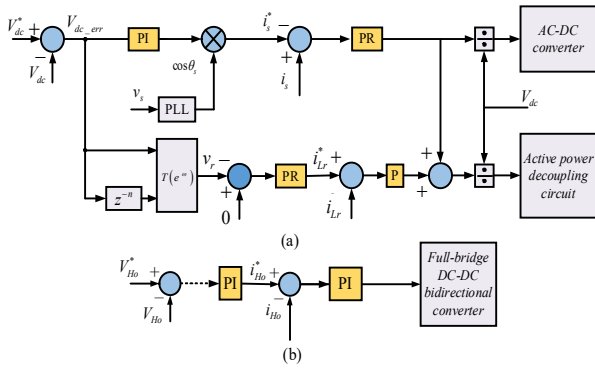 V*dc + V dc_err
−
Vdc
PI
cosθs
i*s −
+
is
PR
÷
AC-DC
converter
vs
PLL
Vdc
T(e^jω)
z⁻ⁿ
vr −
+
0
PR
i*Lr +
−
iLr
P
+
+
÷
Active power
decoupling
circuit
(a)
V*Ho +
−
VHo
PI
i*Ho +
−
iHo
PI
Full-bridge
DC-DC
bidirectional
converter
(b)